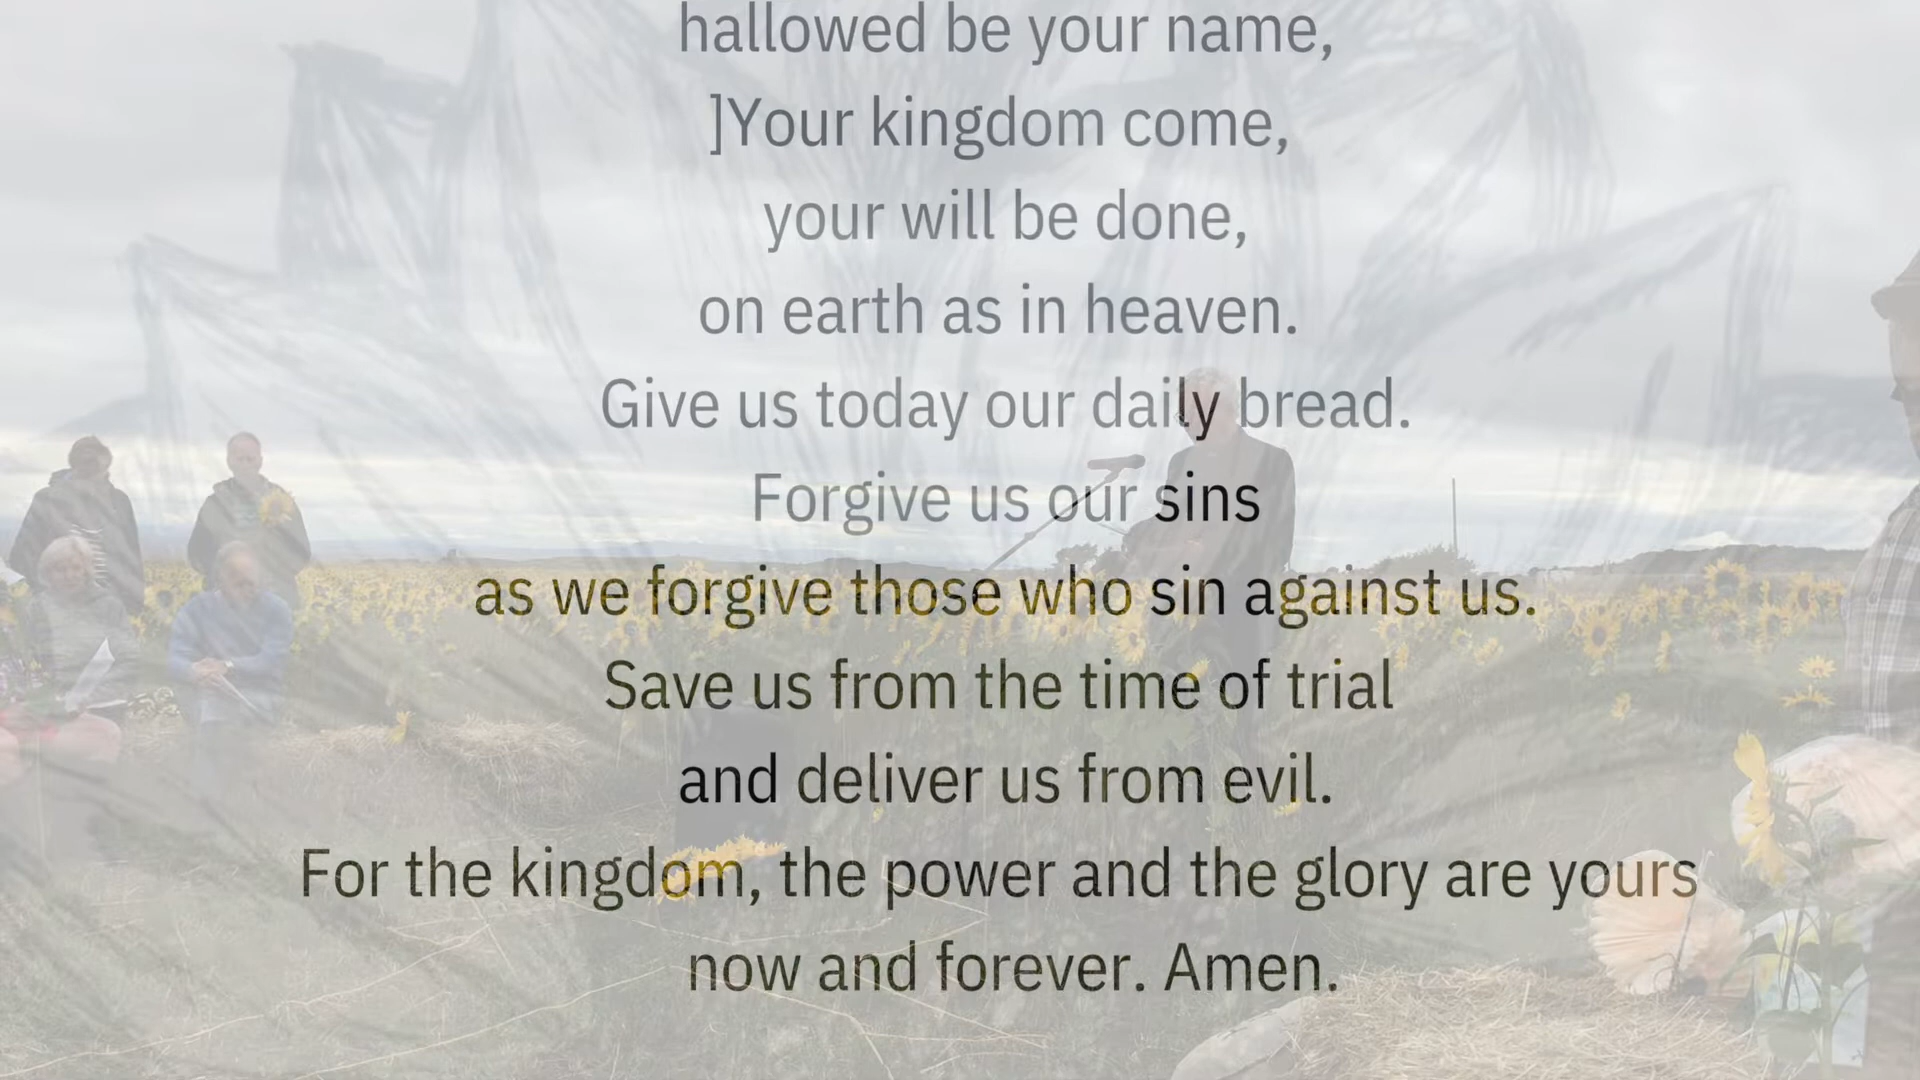 hallowed be your name,
]Your kingdom come,
your will be done,
on earth as in heaven.
Give us today our daily bread.
Forgive us our sins
as we forgive those who sin against us.
Save us from the time of trial
and deliver us from evil.
For the kingdom, the power and the glory are yours
now and forever. Amen.